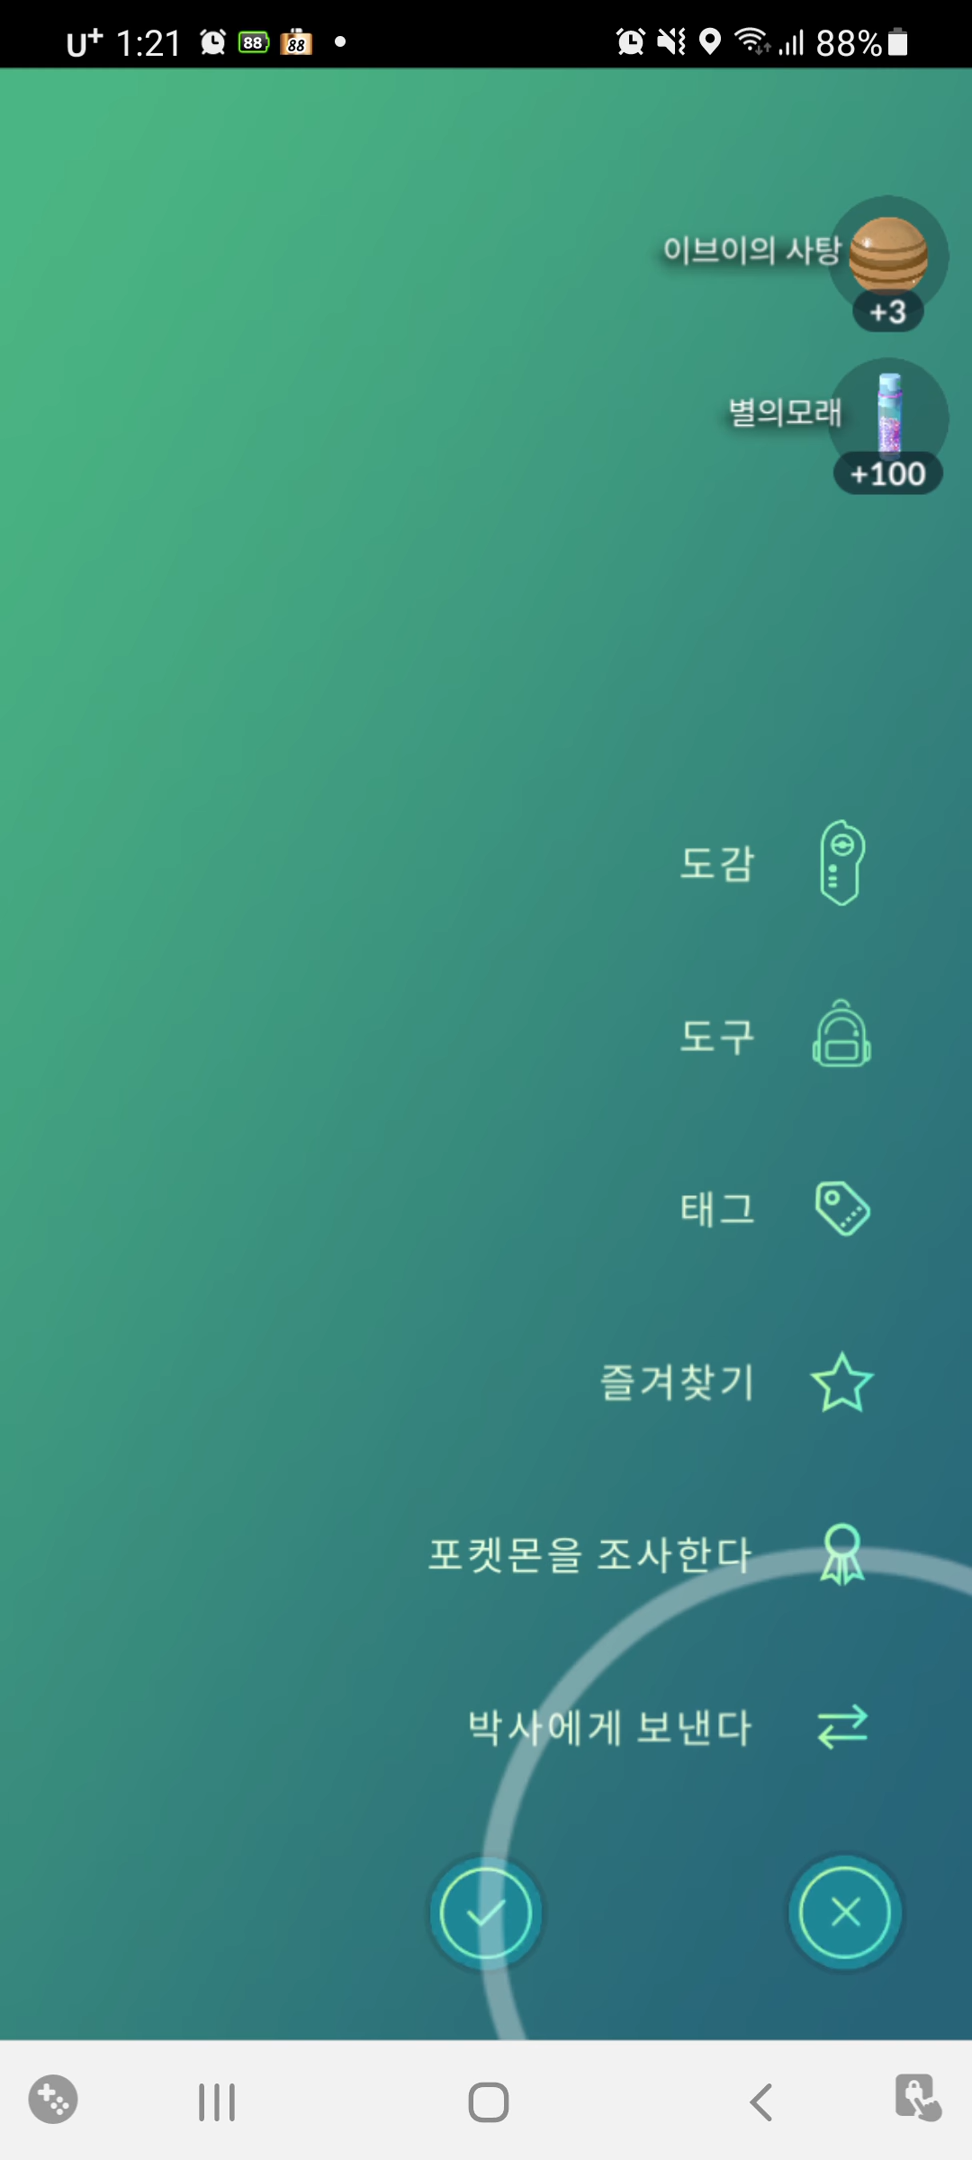 U⁺ 1:21 88 88 88%
이브이의 사탕
+3
별의모래
+100
도감
도구
태그
즐겨찾기
포켓몬을 조사한다
박사에게 보낸다